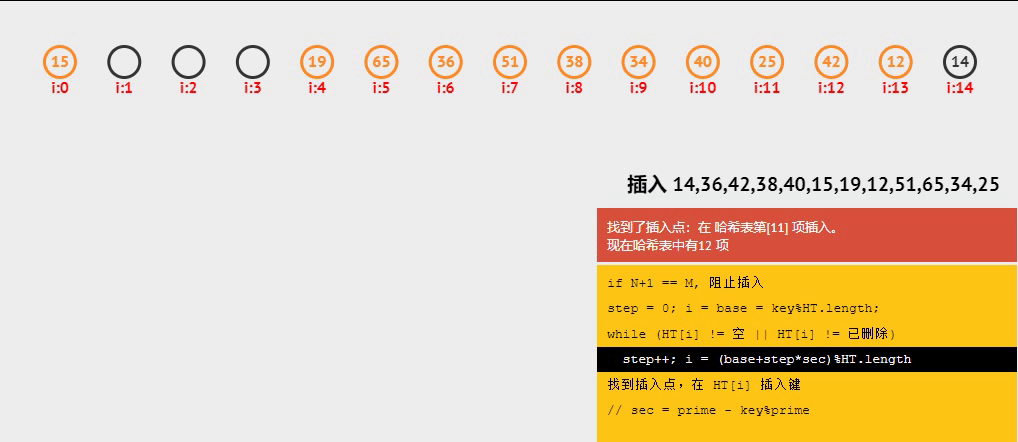 15 19 65 36 51 38 34 40 25 42 12 14
i:0 i:1 i:2 i:3 i:4 i:5 i:6 i:7 i:8 i:9 i:10 i:11 i:12 i:13 i:14
插入 14,36,42,38,40,15,19,12,51,65,34,25
找到了插入点：在 哈希表第[11] 项插入。
现在哈希表中有12 项
if N+1 == M, 阻止插入
step = 0; i = base = key%HT.length;
while (HT[i] != 空 || HT[i] != 已删除)
step++; i = (base+step*sec)%HT.length
找到插入点，在 HT[i] 插入键
// sec = prime - key%prime